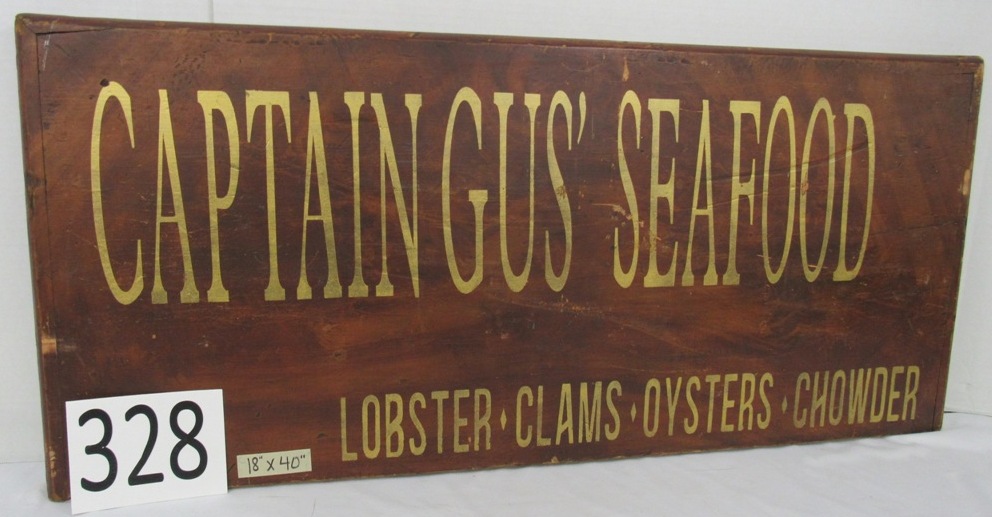 CAPTAIN GUS' SEAFOOD
LOBSTER · CLAMS · OYSTERS · CHOWDER
328
18" x 40"